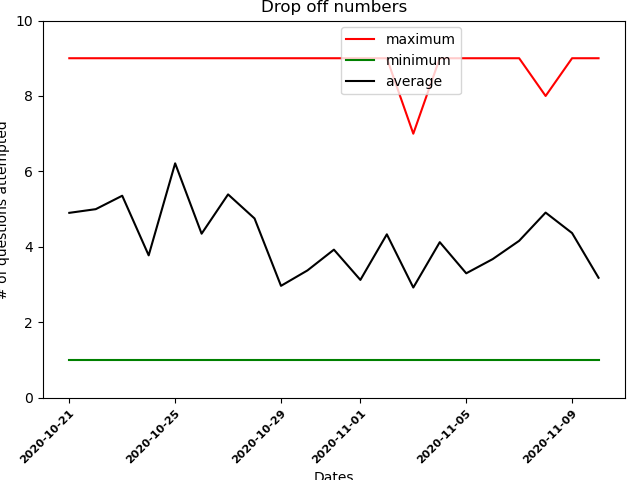 Drop off numbers
maximum
minimum
average
# of questions attempted
10
8
6
4
2
0
2020-10-21
2020-10-25
2020-10-29
2020-11-01
2020-11-05
2020-11-09
Dates